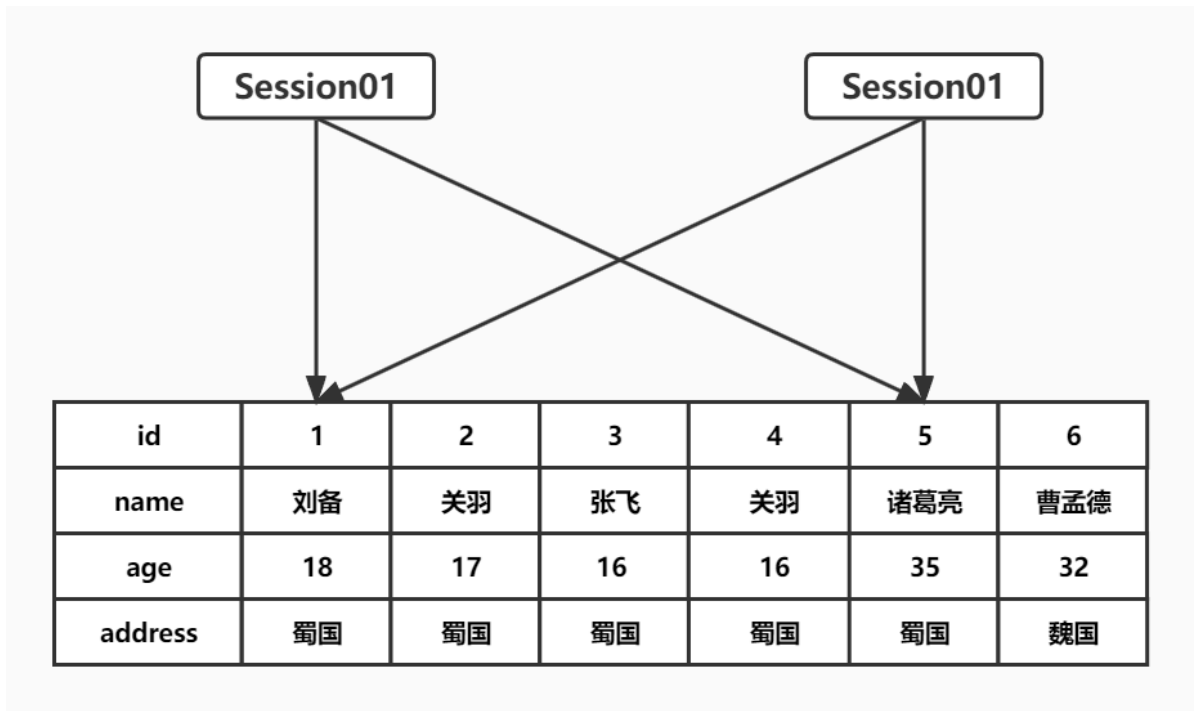 Session01 Session01
id 1 2 3 4 5 6
name 刘备 关羽 张飞 关羽 诸葛亮 曹孟德
age 18 17 16 16 35 32
address 蜀国 蜀国 蜀国 蜀国 蜀国 魏国